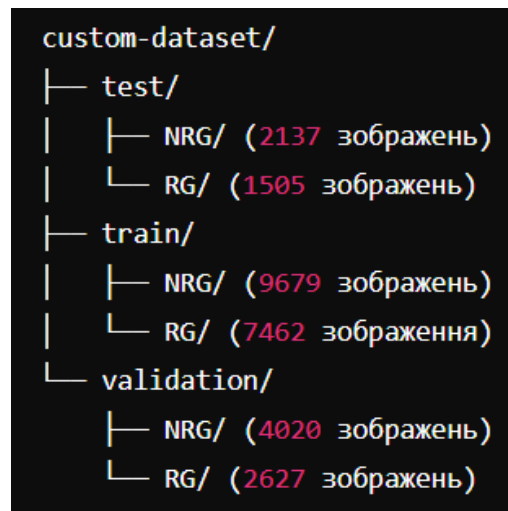 custom-dataset/
├── test/
│   ├── NRG/ (2137 зображень)
│   └── RG/ (1505 зображень)
├── train/
│   ├── NRG/ (9679 зображень)
│   └── RG/ (7462 зображення)
└── validation/
    ├── NRG/ (4020 зображень)
    └── RG/ (2627 зображень)